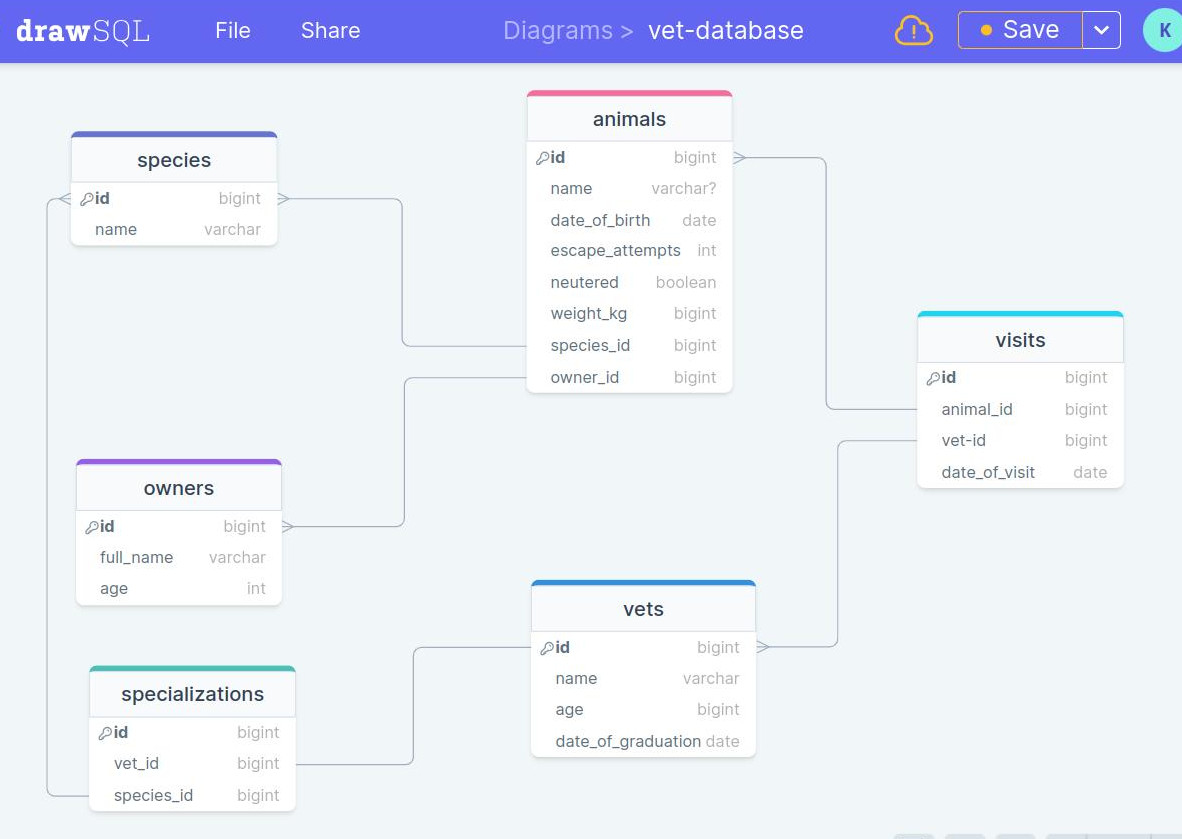 drawSQL File Share Diagrams > vet-database Save K
species
id bigint
name varchar
animals
id bigint
name varchar?
date_of_birth date
escape_attempts int
neutered boolean
weight_kg bigint
species_id bigint
owner_id bigint
visits
id bigint
animal_id bigint
vet-id bigint
date_of_visit date
owners
id bigint
full_name varchar
age int
vets
id bigint
name varchar
age bigint
date_of_graduation date
specializations
id bigint
vet_id bigint
species_id bigint